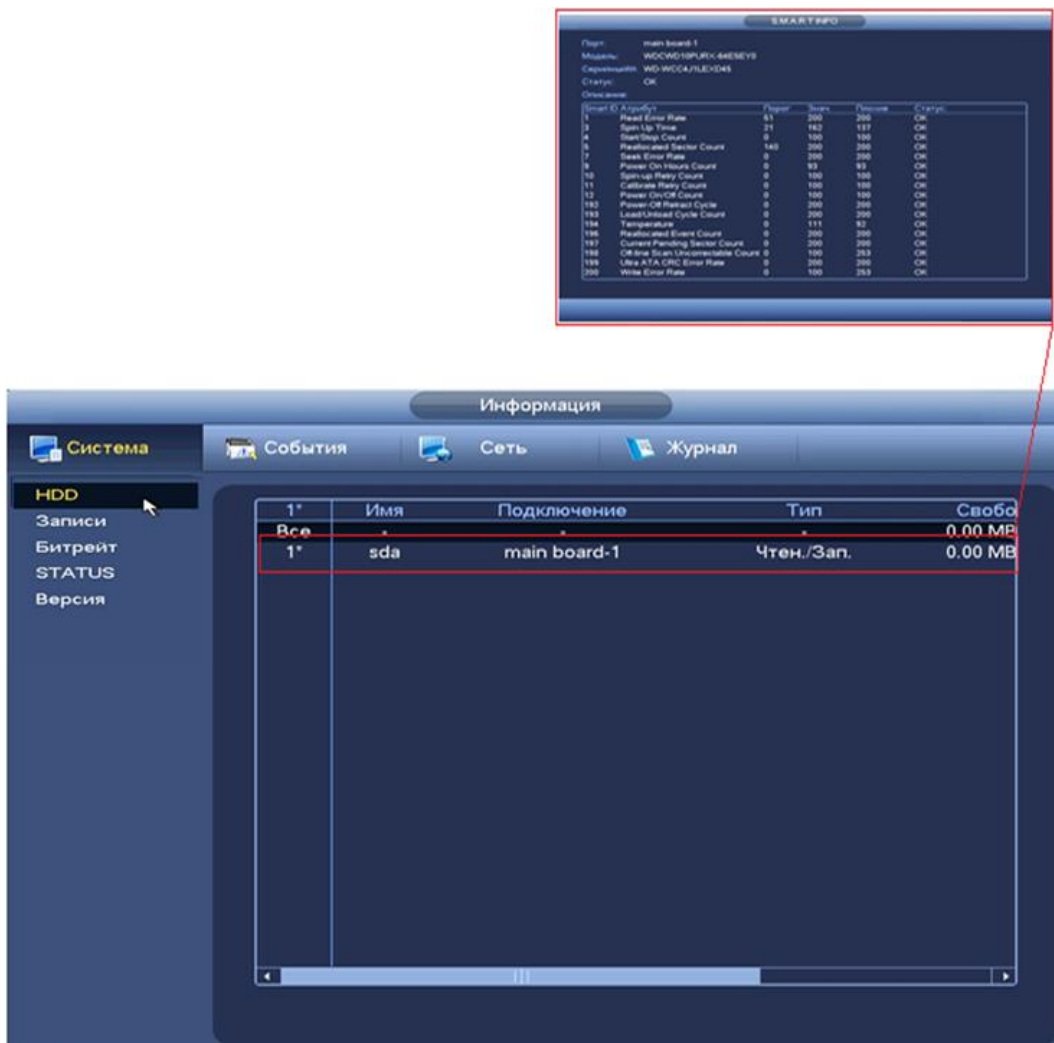 SMARTINFO
Порт: main board-1
Модель: WDCWD10PURX-64E5EY0
Серийный№ WD-WCC4J1LEXD45
Статус: OK
Описание:
Smart ID Атрибут Порог Знач. Плохое Статус
1 Read Error Rate 51 200 200 OK
3 Spin Up Time 21 162 137 OK
4 Start/Stop Count 0 100 100 OK
5 Reallocated Sector Count 140 200 200 OK
7 Seek Error Rate 0 200 200 OK
9 Power On Hours Count 0 93 93 OK
10 Spin-up Retry Count 0 100 100 OK
11 Calibrate Retry Count 0 100 100 OK
12 Power On/Off Count 0 100 100 OK
192 Power-Off Retract Cycle 0 200 200 OK
193 Load/Unload Cycle Count 0 200 200 OK
194 Temperature 0 111 92 OK
196 Reallocated Event Count 0 200 200 OK
197 Current Pending Sector Count 0 200 200 OK
198 Off-line Scan Uncorrectable Count 0 100 253 OK
199 Ultra ATA CRC Error Rate 0 200 200 OK
200 Write Error Rate 0 100 253 OK
Информация
Система События Сеть Журнал
HDD
Записи
Битрейт
STATUS
Версия
1* Имя Подключение Тип Свобо
Все - - - 0.00 MB
1* sda main board-1 Чтен./Зап. 0.00 MB